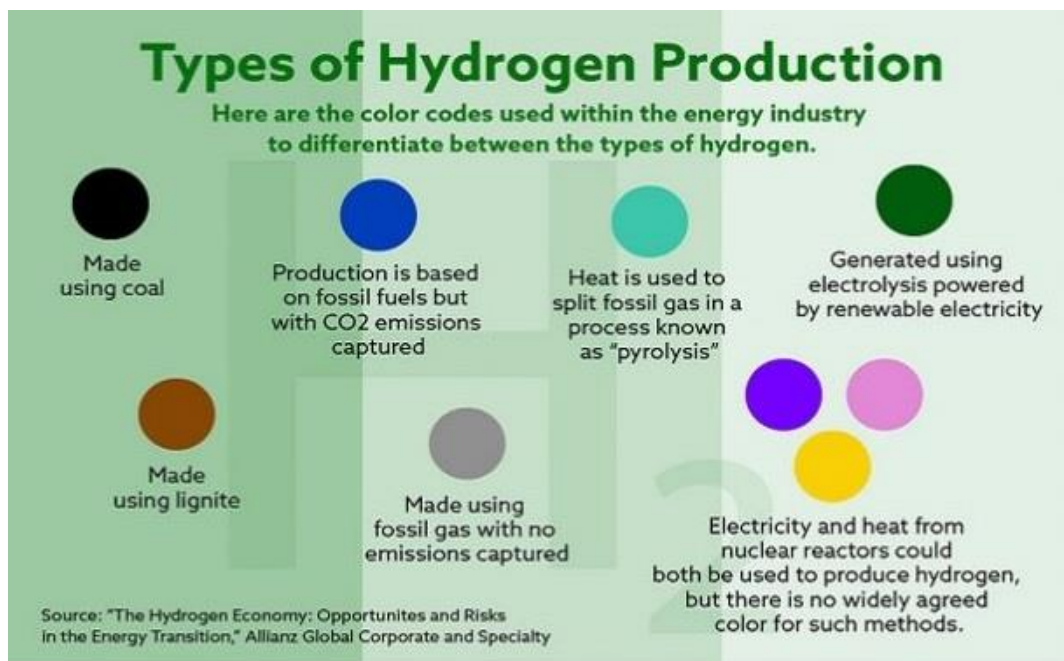 Types of Hydrogen Production
Here are the color codes used within the energy industry
to differentiate between the types of hydrogen.
Made
using coal
Production is based
on fossil fuels but
with CO2 emissions
captured
Heat is used to
split fossil gas in a
process known
as "pyrolysis"
Generated using
electrolysis powered
by renewable electricity
Made
using lignite
Made using
fossil gas with no
emissions captured
Electricity and heat from
nuclear reactors could
both be used to produce hydrogen,
but there is no widely agreed
color for such methods.
Source: "The Hydrogen Economy: Opportunites and Risks
in the Energy Transition," Allianz Global Corporate and Specialty
H2